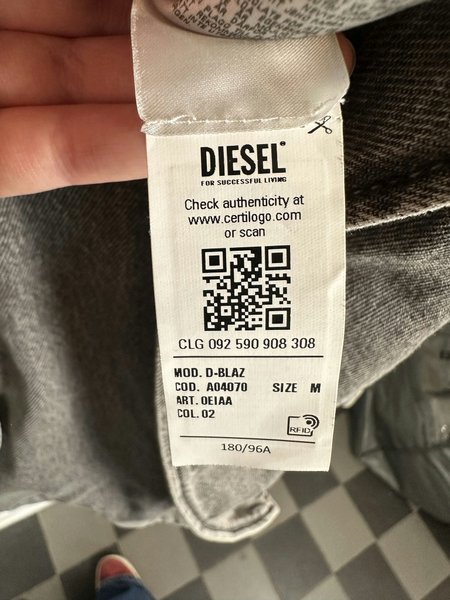 DIESEL
FOR SUCCESSFUL LIVING
Check authenticity at
www.certilogo.com
or scan
CLG 092 590 908 308
MOD. D-BLAZ
COD. A04070 SIZE M
ART. 0EIAA
COL. 02
RFID
180/96A